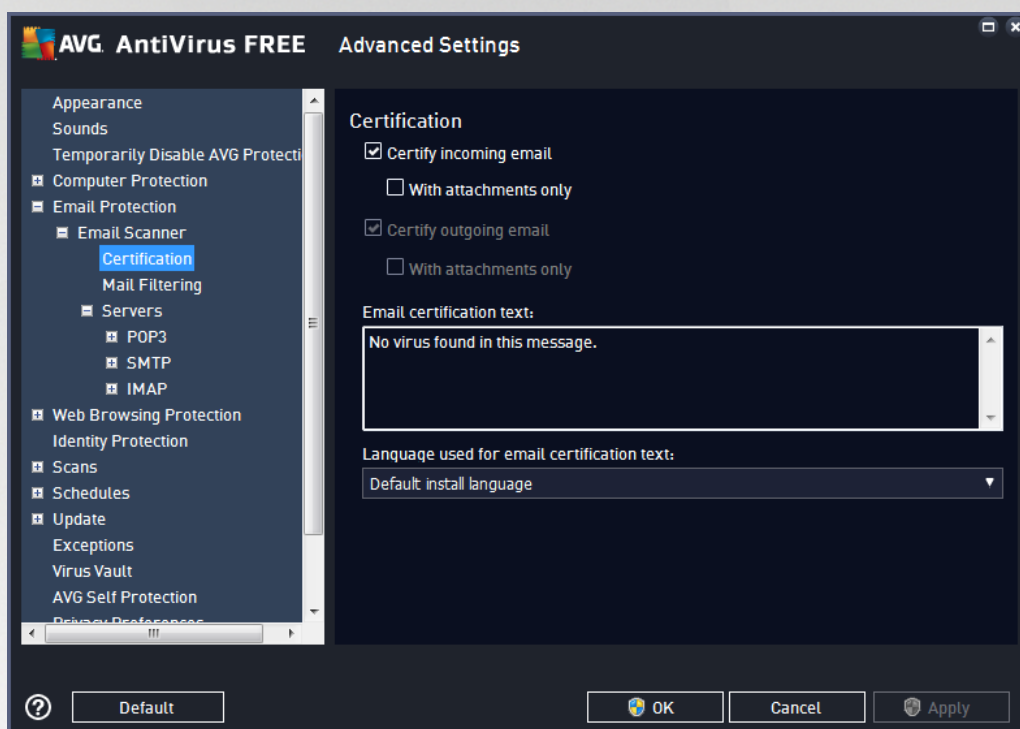 AVG. AntiVirus FREE
Advanced Settings
Appearance
Sounds
Temporarily Disable AVG Protecti
Computer Protection
Email Protection
Email Scanner
Certification
Mail Filtering
Servers
POP3
SMTP
IMAP
Web Browsing Protection
Identity Protection
Scans
Schedules
Update
Exceptions
Virus Vault
AVG Self Protection
Privacy Preferences
Certification
Certify incoming email
With attachments only
Certify outgoing email
With attachments only
Email certification text:
No virus found in this message.
Language used for email certification text:
Default install language
Default
OK
Cancel
Apply